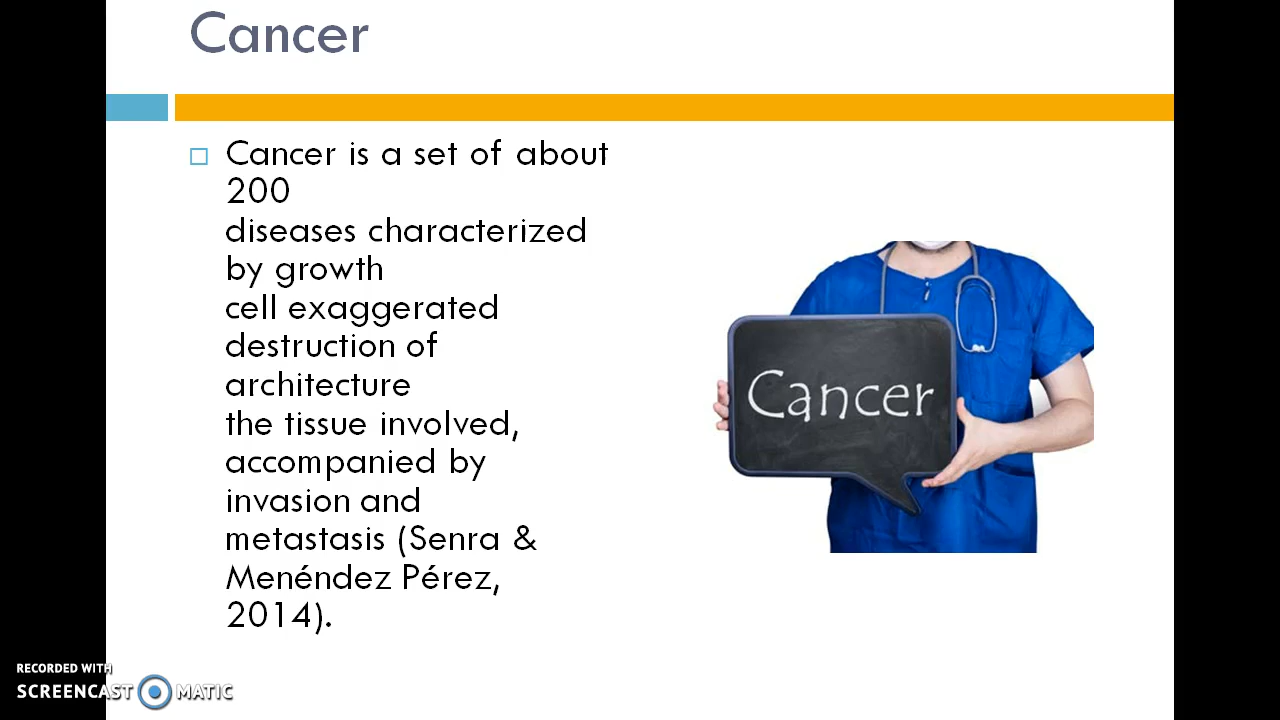 Cancer
Cancer is a set of about
200
diseases characterized
by growth
cell exaggerated
destruction of
architecture
the tissue involved,
accompanied by
invasion and
metastasis (Senra &
Menéndez Pérez,
2014).
Cancer
RECORDED WITH
SCREENCAST MATIC